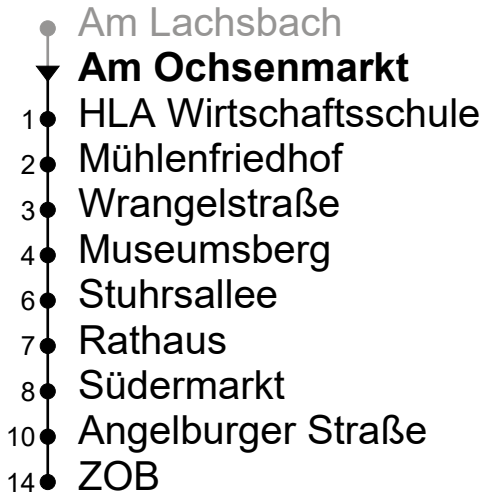 Am Lachsbach
Am Ochsenmarkt
1 HLA Wirtschaftsschule
2 Mühlenfriedhof
3 Wrangelstraße
4 Museumsberg
6 Stuhrsallee
7 Rathaus
8 Südermarkt
10 Angelburger Straße
14 ZOB